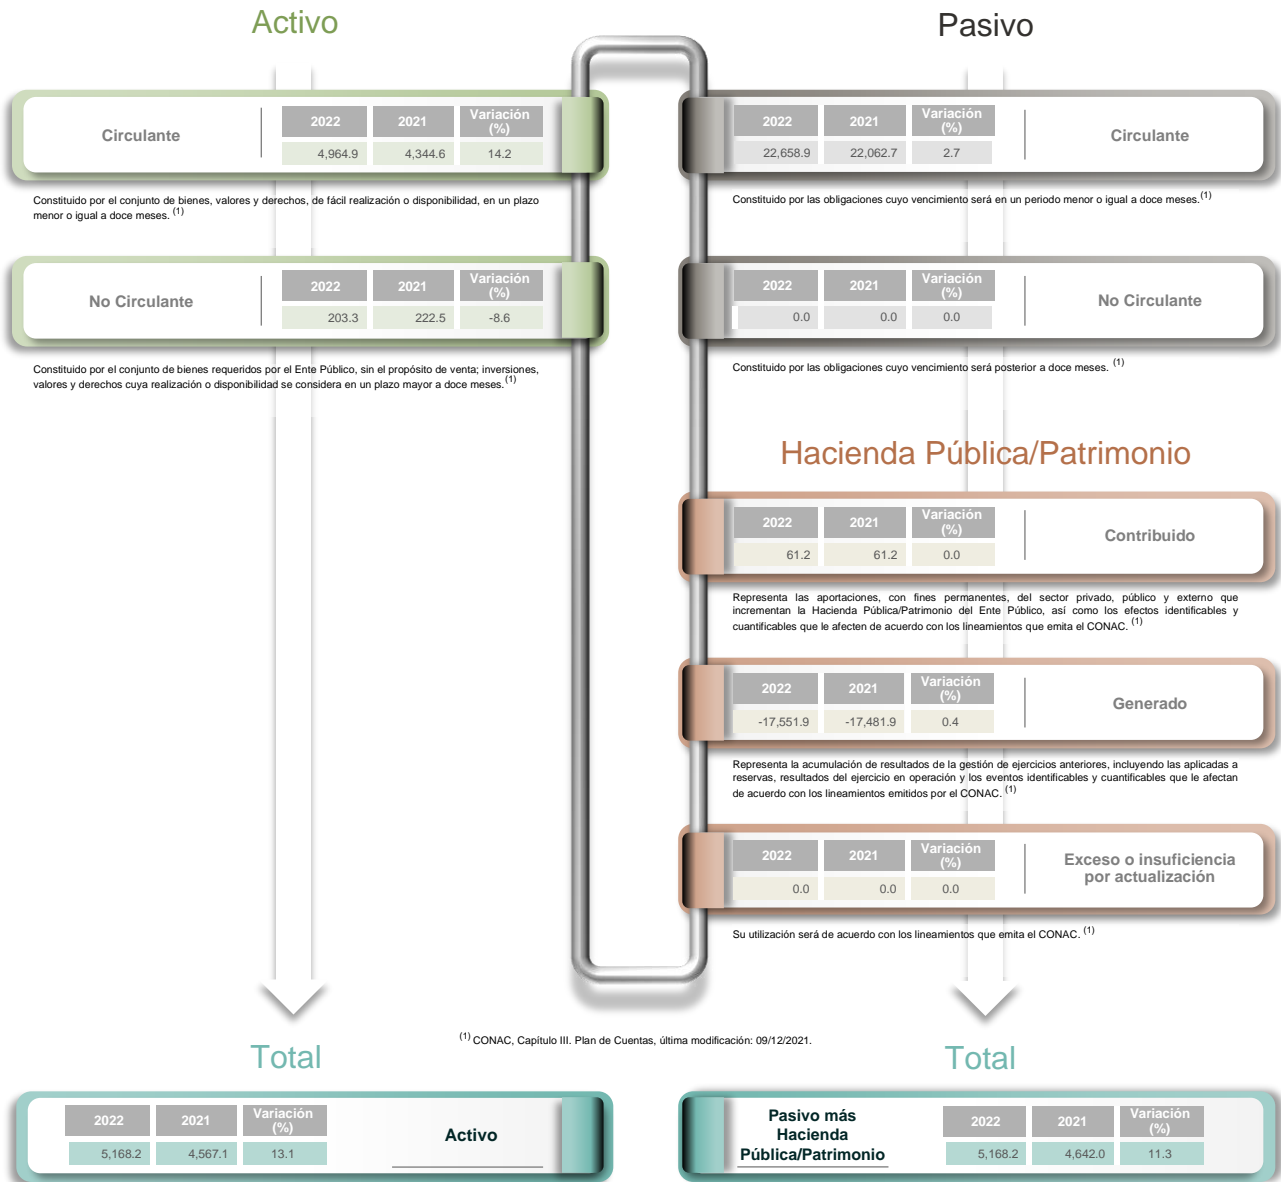 Activo
Circulante
2022 2021 Variación (%)
4,964.9 4,344.6 14.2
Constituido por el conjunto de bienes, valores y derechos, de fácil realización o disponibilidad, en un plazo
menor o igual a doce meses. (1)
No Circulante
2022 2021 Variación (%)
203.3 222.5 -8.6
Constituido por el conjunto de bienes requeridos por el Ente Público, sin el propósito de venta; inversiones,
valores y derechos cuya realización o disponibilidad se considera en un plazo mayor a doce meses. (1)
Pasivo
2022 2021 Variación (%)
22,658.9 22,062.7 2.7
Circulante
Constituido por las obligaciones cuyo vencimiento será en un periodo menor o igual a doce meses. (1)
2022 2021 Variación (%)
0.0 0.0 0.0
No Circulante
Constituido por las obligaciones cuyo vencimiento será posterior a doce meses. (1)
Hacienda Pública/Patrimonio
2022 2021 Variación (%)
61.2 61.2 0.0
Contribuido
Representa las aportaciones, con fines permanentes, del sector privado, público y externo que
incrementan la Hacienda Pública/Patrimonio del Ente Público, así como los efectos identificables y
cuantificables que le afecten de acuerdo con los lineamientos que emita el CONAC. (1)
2022 2021 Variación (%)
-17,551.9 -17,481.9 0.4
Generado
Representa la acumulación de resultados de la gestión de ejercicios anteriores, incluyendo las aplicadas a
reservas, resultados del ejercicio en operación y los eventos identificables y cuantificables que le afectan
de acuerdo con los lineamientos emitidos por el CONAC. (1)
2022 2021 Variación (%)
0.0 0.0 0.0
Exceso o insuficiencia
por actualización
Su utilización será de acuerdo con los lineamientos que emita el CONAC. (1)
(1) CONAC, Capítulo III. Plan de Cuentas, última modificación: 09/12/2021.
Total
2022 2021 Variación (%)
5,168.2 4,567.1 13.1
Activo
Total
Pasivo más
Hacienda
Pública/Patrimonio
2022 2021 Variación (%)
5,168.2 4,642.0 11.3